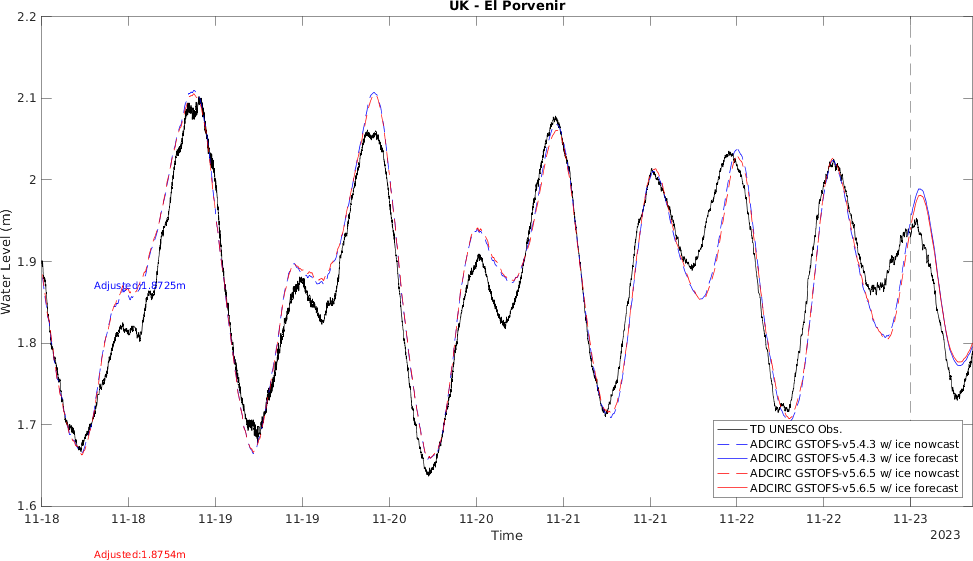 UK - El Porvenir
2.2
2.1
2
1.9
1.8
1.7
1.6
Water Level (m)
Adjusted:1.8725m
TD UNESCO Obs.
ADCIRC GSTOFS-v5.4.3 w/ ice nowcast
ADCIRC GSTOFS-v5.4.3 w/ ice forecast
ADCIRC GSTOFS-v5.6.5 w/ ice nowcast
ADCIRC GSTOFS-v5.6.5 w/ ice forecast
11-18 11-18 11-19 11-19 11-20 11-20 11-21 11-21 11-22 11-22 11-23
Time
2023
Adjusted:1.8754m